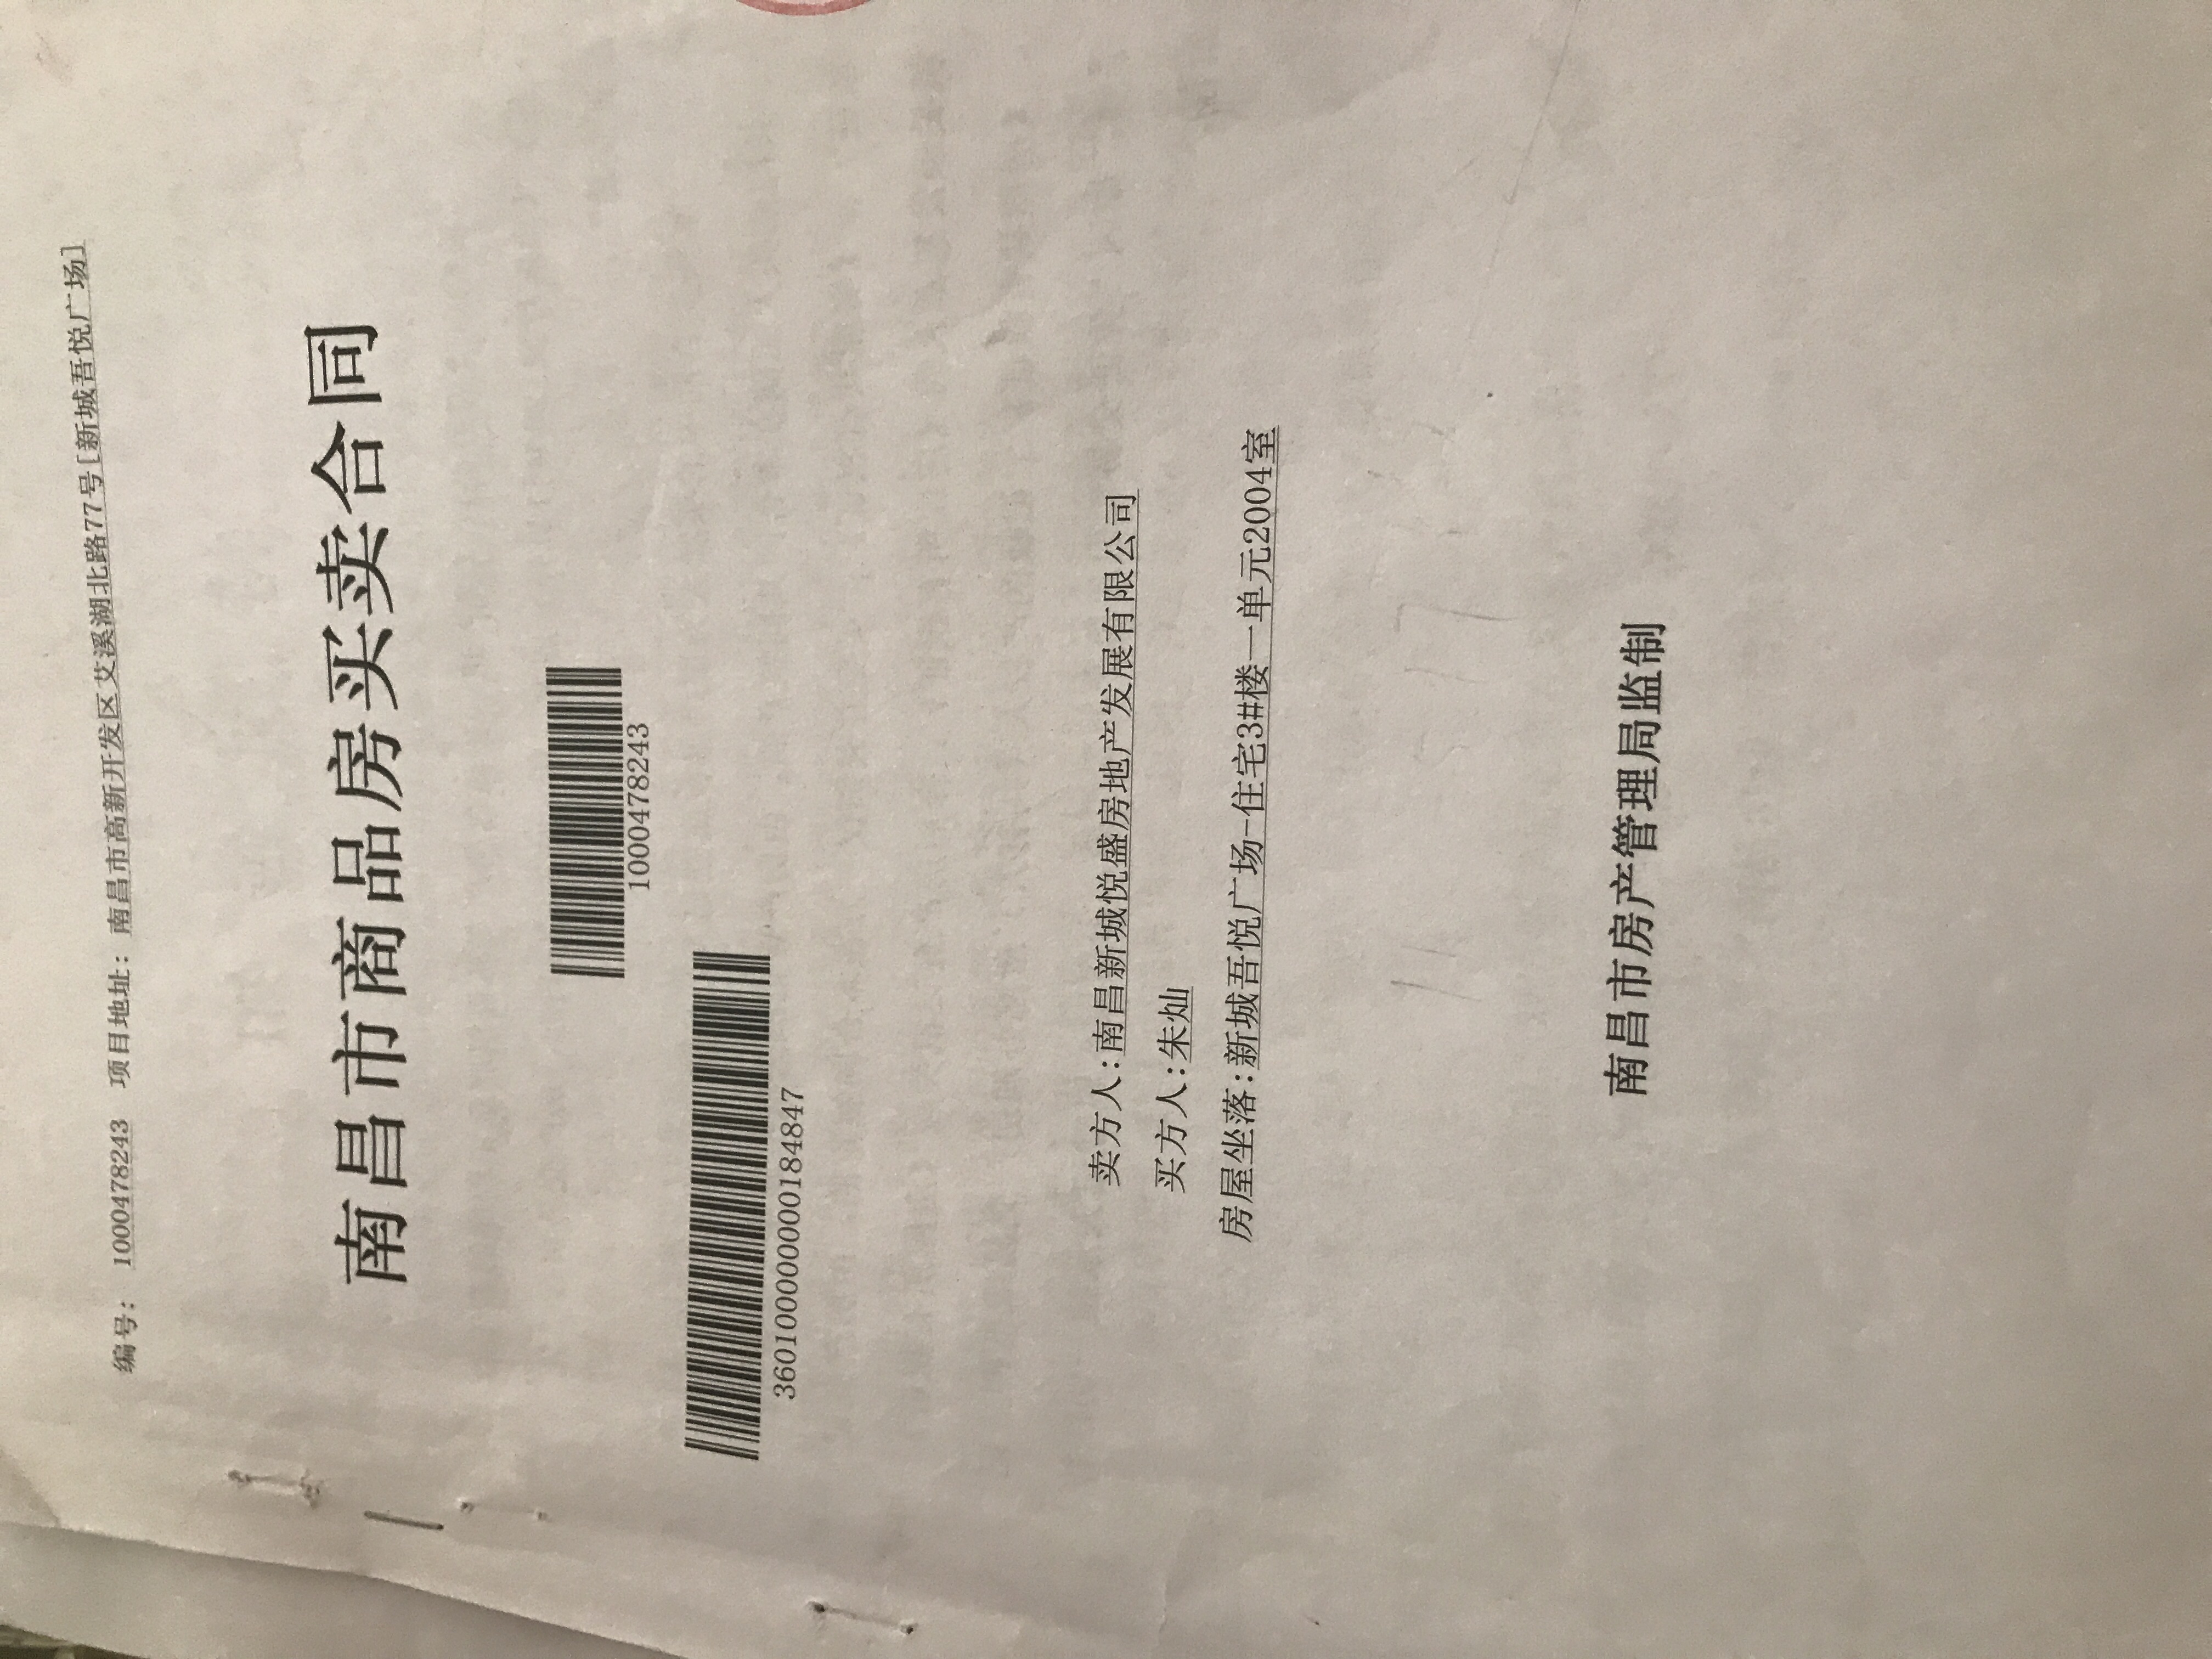 编号: 1000478243 项目地址: 南昌市高新开发区艾溪湖北路77号[新城吾悦广场]
南昌市商品房买卖合同
1000478243
360100000000184847
卖方人:南昌新城悦盛房地产发展有限公司
买方人:朱灿
房屋坐落:新城吾悦广场-住宅3#楼一单元2004室
南昌市房产管理局监制